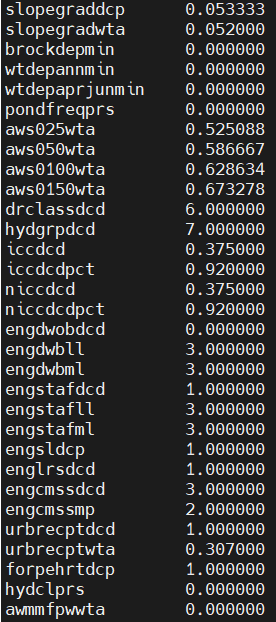 slopegraddcp 0.053333
slopegradwta 0.052000
brockdepmin 0.000000
wtdepannmin 0.000000
wtdepaprjunmin 0.000000
pondfreqprs 0.000000
aws025wta 0.525088
aws050wta 0.586667
aws0100wta 0.628634
aws0150wta 0.673278
drclassdcd 6.000000
hydgrpdcd 7.000000
iccdcd 0.375000
iccdcdpct 0.920000
niccdcd 0.375000
niccdcdpct 0.920000
engdwobdcd 0.000000
engdwbll 3.000000
engdwbml 3.000000
engstafdcd 1.000000
engstafll 3.000000
engstafml 3.000000
engsldcp 1.000000
englrsdcd 1.000000
engcmssdcd 3.000000
engcmssmp 2.000000
urbrecptdcd 1.000000
urbrecptwta 0.307000
forpehrtdcp 1.000000
hydclprs 0.000000
awmmfpwwta 0.000000